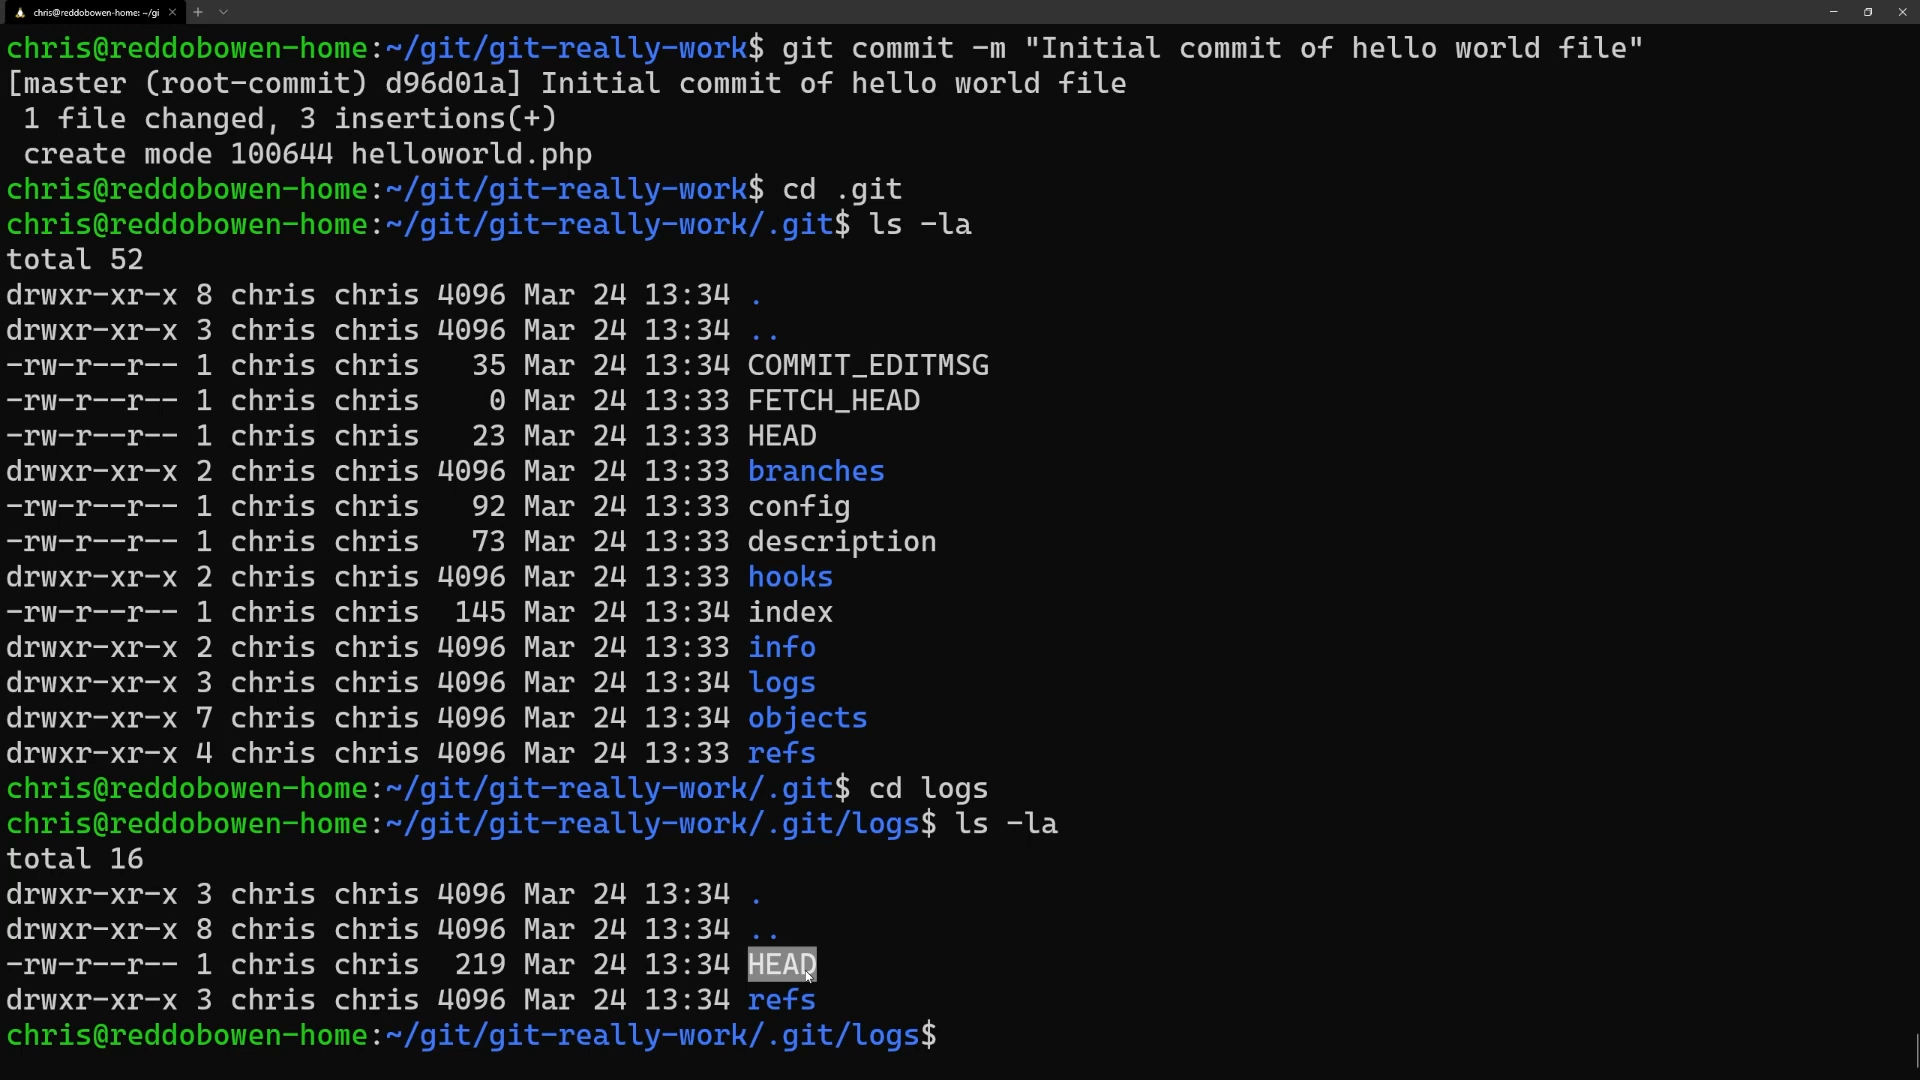 chris@reddobowen-home: ~/gi
chris@reddobowen-home:~/git/git-really-work$ git commit -m "Initial commit of hello world file"
[master (root-commit) d96d01a] Initial commit of hello world file
 1 file changed, 3 insertions(+)
 create mode 100644 helloworld.php
chris@reddobowen-home:~/git/git-really-work$ cd .git
chris@reddobowen-home:~/git/git-really-work/.git$ ls -la
total 52
drwxr-xr-x 8 chris chris 4096 Mar 24 13:34 .
drwxr-xr-x 3 chris chris 4096 Mar 24 13:34 ..
-rw-r--r-- 1 chris chris   35 Mar 24 13:34 COMMIT_EDITMSG
-rw-r--r-- 1 chris chris    0 Mar 24 13:33 FETCH_HEAD
-rw-r--r-- 1 chris chris   23 Mar 24 13:33 HEAD
drwxr-xr-x 2 chris chris 4096 Mar 24 13:33 branches
-rw-r--r-- 1 chris chris   92 Mar 24 13:33 config
-rw-r--r-- 1 chris chris   73 Mar 24 13:33 description
drwxr-xr-x 2 chris chris 4096 Mar 24 13:33 hooks
-rw-r--r-- 1 chris chris  145 Mar 24 13:34 index
drwxr-xr-x 2 chris chris 4096 Mar 24 13:33 info
drwxr-xr-x 3 chris chris 4096 Mar 24 13:34 logs
drwxr-xr-x 7 chris chris 4096 Mar 24 13:34 objects
drwxr-xr-x 4 chris chris 4096 Mar 24 13:33 refs
chris@reddobowen-home:~/git/git-really-work/.git$ cd logs
chris@reddobowen-home:~/git/git-really-work/.git/logs$ ls -la
total 16
drwxr-xr-x 3 chris chris 4096 Mar 24 13:34 .
drwxr-xr-x 8 chris chris 4096 Mar 24 13:34 ..
-rw-r--r-- 1 chris chris  219 Mar 24 13:34 HEAD
drwxr-xr-x 3 chris chris 4096 Mar 24 13:34 refs
chris@reddobowen-home:~/git/git-really-work/.git/logs$